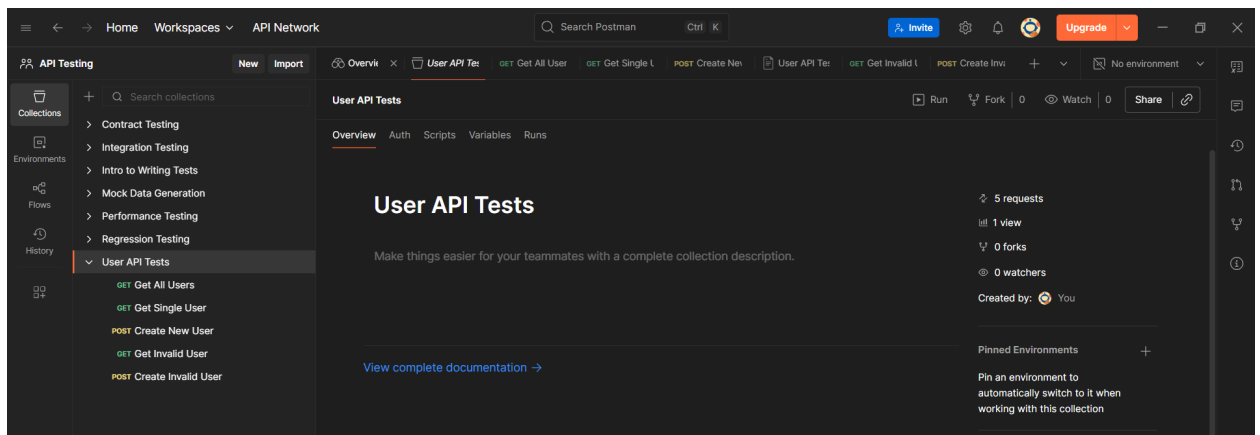 Home Workspaces API Network
Search Postman Ctrl K
Invite
Upgrade
API Testing New Import
Overvi User API Te GET Get All User GET Get Single POST Create Ne User API Te GET Get Invalid POST Create Inv No environment
Collections
Environments
Flows
History
Search collections
Contract Testing
Integration Testing
Intro to Writing Tests
Mock Data Generation
Performance Testing
Regression Testing
User API Tests
GET Get All Users
GET Get Single User
POST Create New User
GET Get Invalid User
POST Create Invalid User
User API Tests Run Fork 0 Watch 0 Share
Overview Auth Scripts Variables Runs
User API Tests
Make things easier for your teammates with a complete collection description.
View complete documentation →
5 requests
1 view
0 forks
0 watchers
Created by: You
Pinned Environments
Pin an environment to
automatically switch to it when
working with this collection